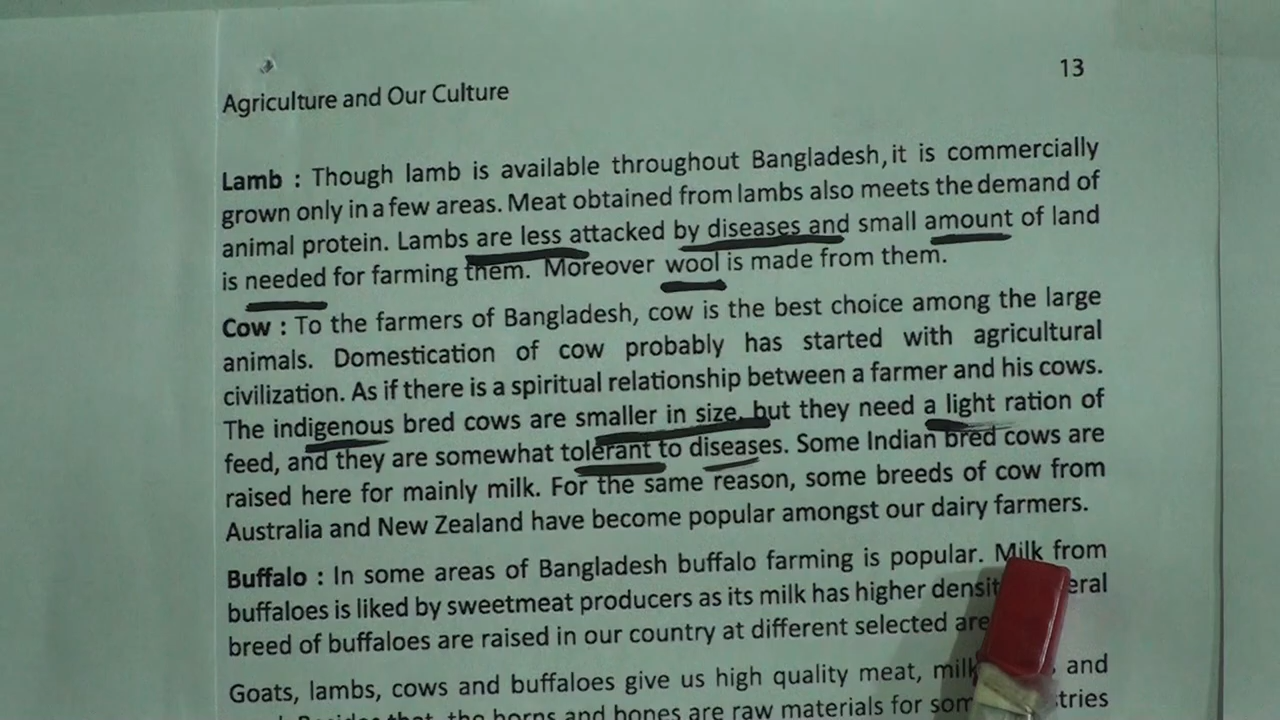 13
Agriculture and Our Culture
Lamb : Though lamb is available throughout Bangladesh, it is commercially
grown only in a few areas. Meat obtained from lambs also meets the demand of
animal protein. Lambs are less attacked by diseases and small amount of land
is needed for farming them. Moreover wool is made from them.
Cow : To the farmers of Bangladesh, cow is the best choice among the large
animals. Domestication of cow probably has started with agricultural
civilization. As if there is a spiritual relationship between a farmer and his cows.
The indigenous bred cows are smaller in size, but they need a light ration of
feed, and they are somewhat tolerant to diseases. Some Indian bred cows are
raised here for mainly milk. For the same reason, some breeds of cow from
Australia and New Zealand have become popular amongst our dairy farmers.
Buffalo : In some areas of Bangladesh buffalo farming is popular. Milk from
buffaloes is liked by sweetmeat producers as its milk has higher
breed of buffaloes are raised in our country at different selected
Goats, lambs, cows and buffaloes give us high quality meat, and
the horns and bones are raw materials for